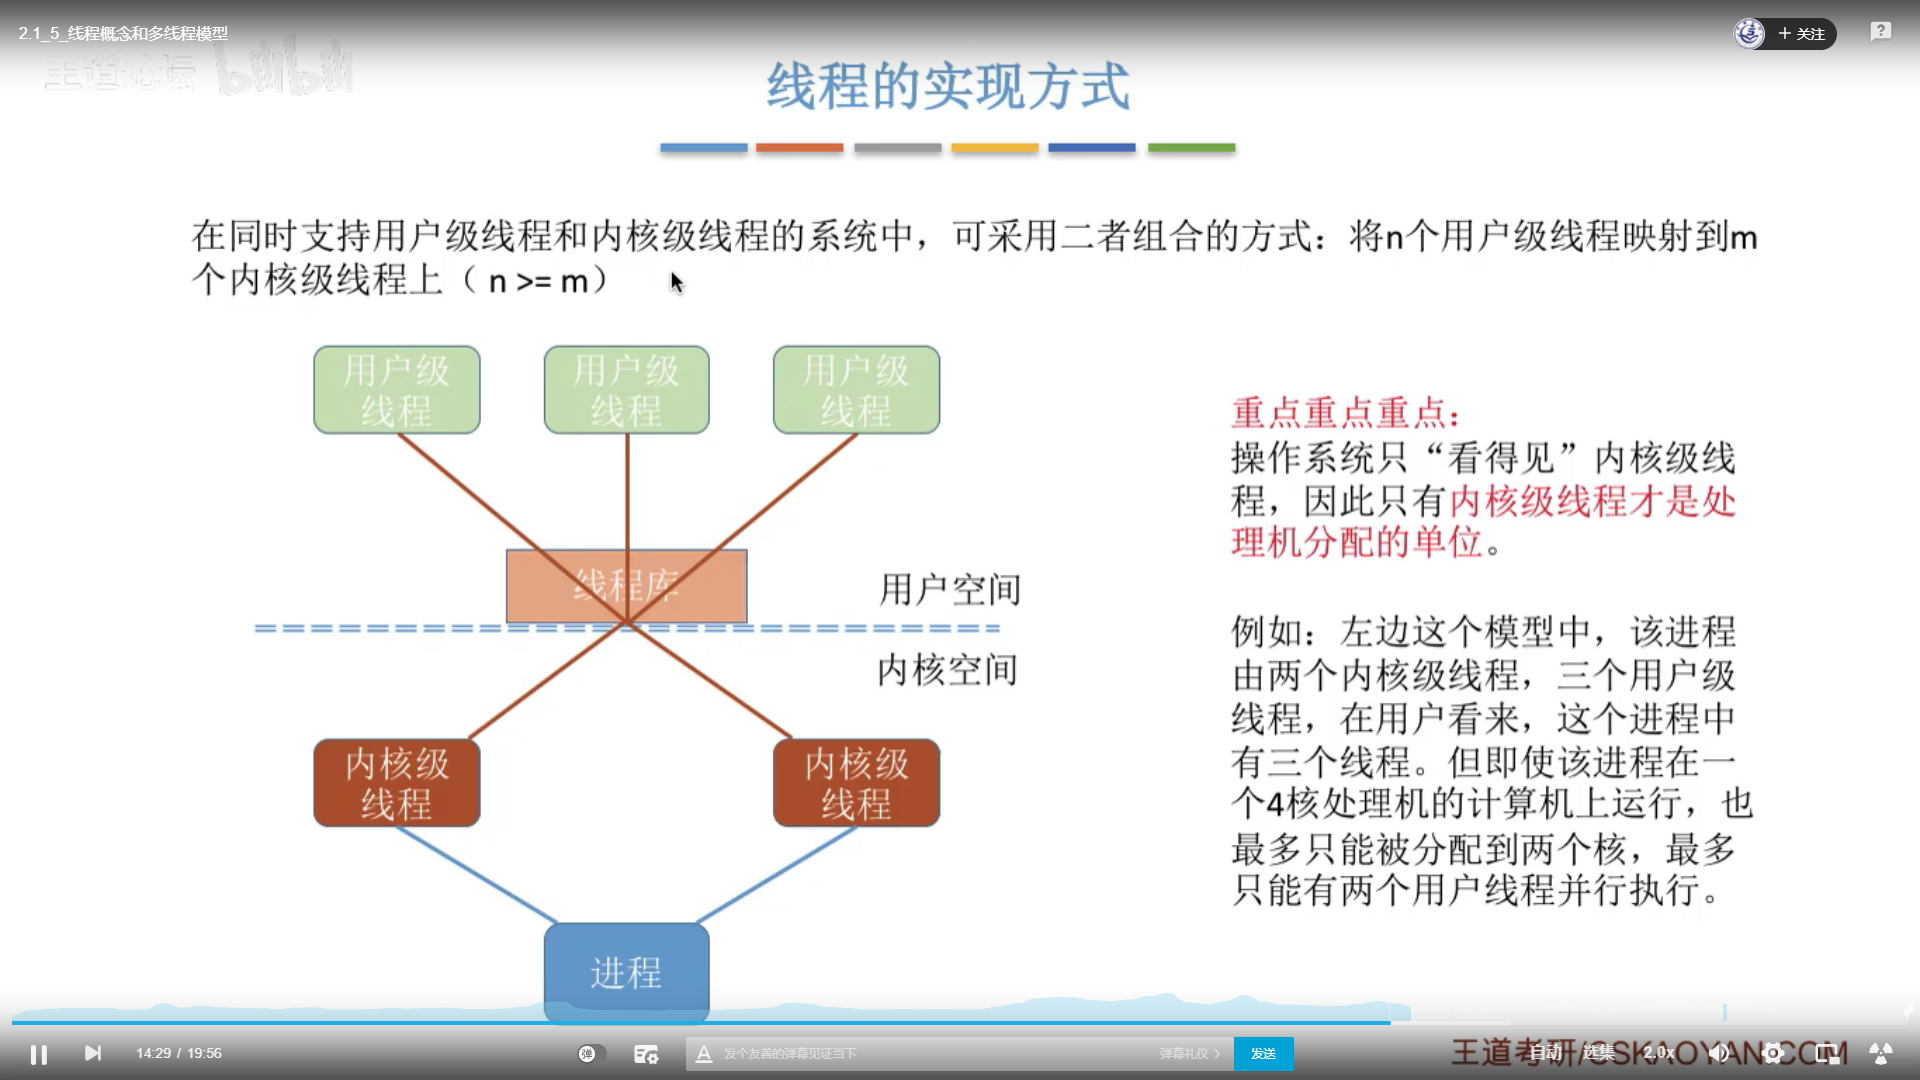 2.1_5_线程概念和多线程模型
+ 关注
王道论坛 bilibili
线程的实现方式
在同时支持用户级线程和内核级线程的系统中，可采用二者组合的方式：将n个用户级线程映射到m
个内核级线程上（ n >= m）
用户级
线程
用户级
线程
用户级
线程
线程库
用户空间
内核空间
内核级
线程
内核级
线程
进程
重点重点重点：
操作系统只“看得见”内核级线
程，因此只有内核级线程才是处
理机分配的单位。
例如：左边这个模型中，该进程
由两个内核级线程，三个用户级
线程，在用户看来，这个进程中
有三个线程。但即使该进程在一
个4核处理机的计算机上运行，也
最多只能被分配到两个核，最多
只能有两个用户线程并行执行。
14:29 / 19:56
弹
A 发个友善的弹幕见证当下
弹幕礼仪 >
发送
王道考研/CSKAOYAN.COM
自动
选集
2.0x